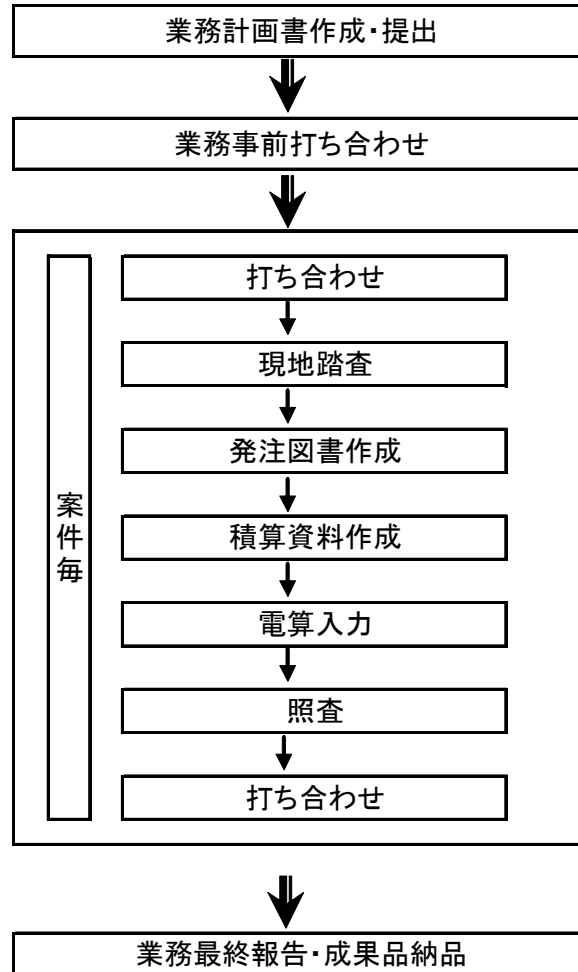 業務計画書作成・提出
業務事前打ち合わせ
案件毎
打ち合わせ
現地踏査
発注図書作成
積算資料作成
電算入力
照査
打ち合わせ
業務最終報告・成果品納品